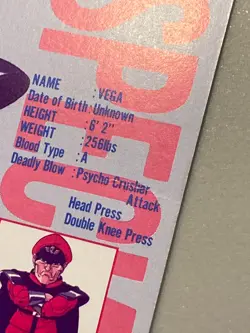 SPEC
NAME : VEGA
Date of Birth : Unknown
HEIGHT : 6' 2"
WEIGHT : 256lbs
Blood Type : A
Deadly Blow : Psycho Crusher
Attack
Head Press
Double Knee Press